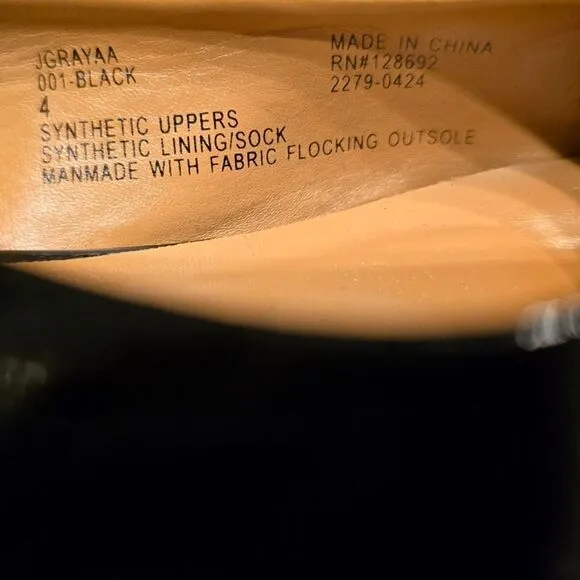 JGRAYAA
001-BLACK
4
SYNTHETIC UPPERS
SYNTHETIC LINING/SOCK
MANMADE WITH FABRIC FLOCKING OUTSOLE
MADE IN CHINA
RN#128692
2279-0424